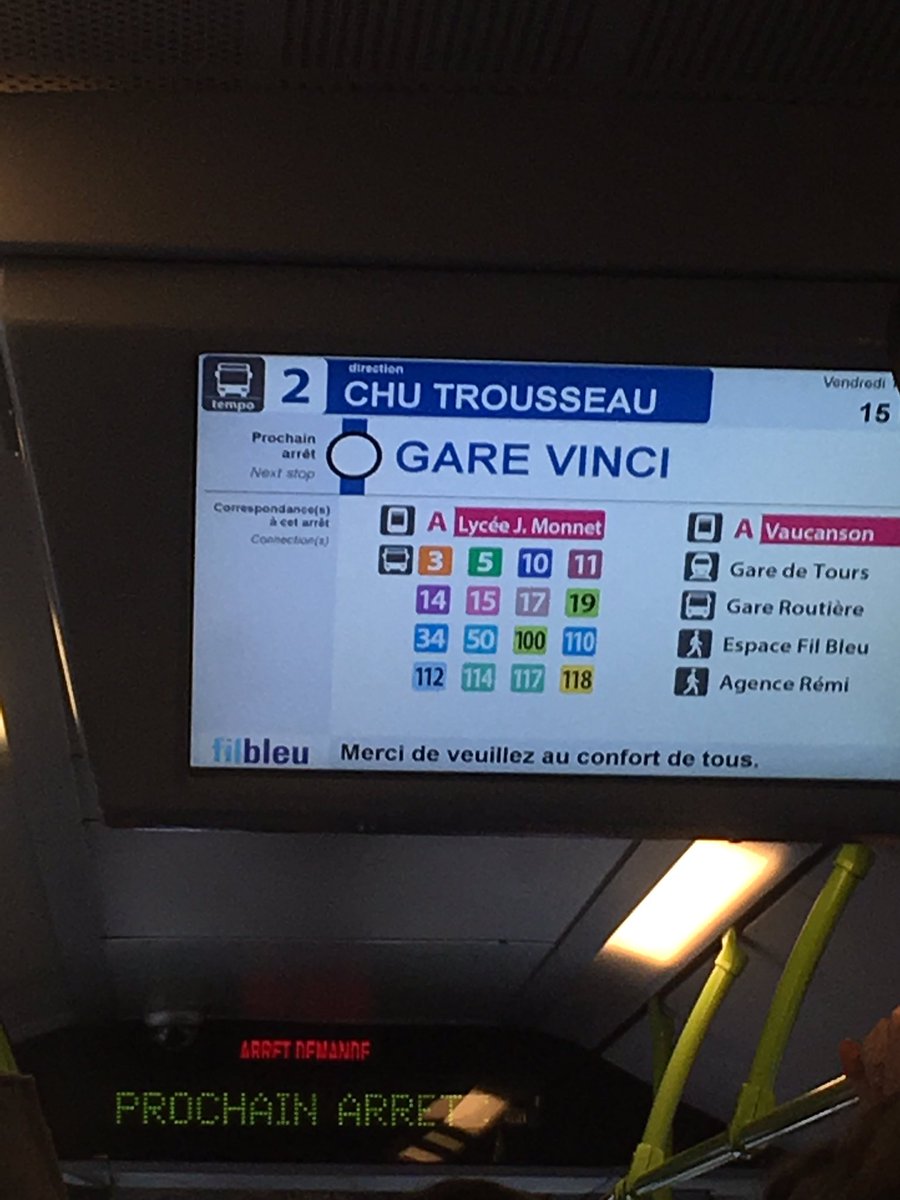 tempo 2 direction
CHU TROUSSEAU
Vendredi
15
Prochain
arrêt
Next stop
GARE VINCI
Correspondance(s)
à cet arrêt
Connection(s)
A Lycée J. Monnet
3 5 10 11
14 15 17 19
34 50 100 110
112 114 117 118
A Vaucanson
Gare de Tours
Gare Routière
Espace Fil Bleu
Agence Rémi
filbleu Merci de veuillez au confort de tous.
ARRET DEMANDE
PROCHAIN ARRET